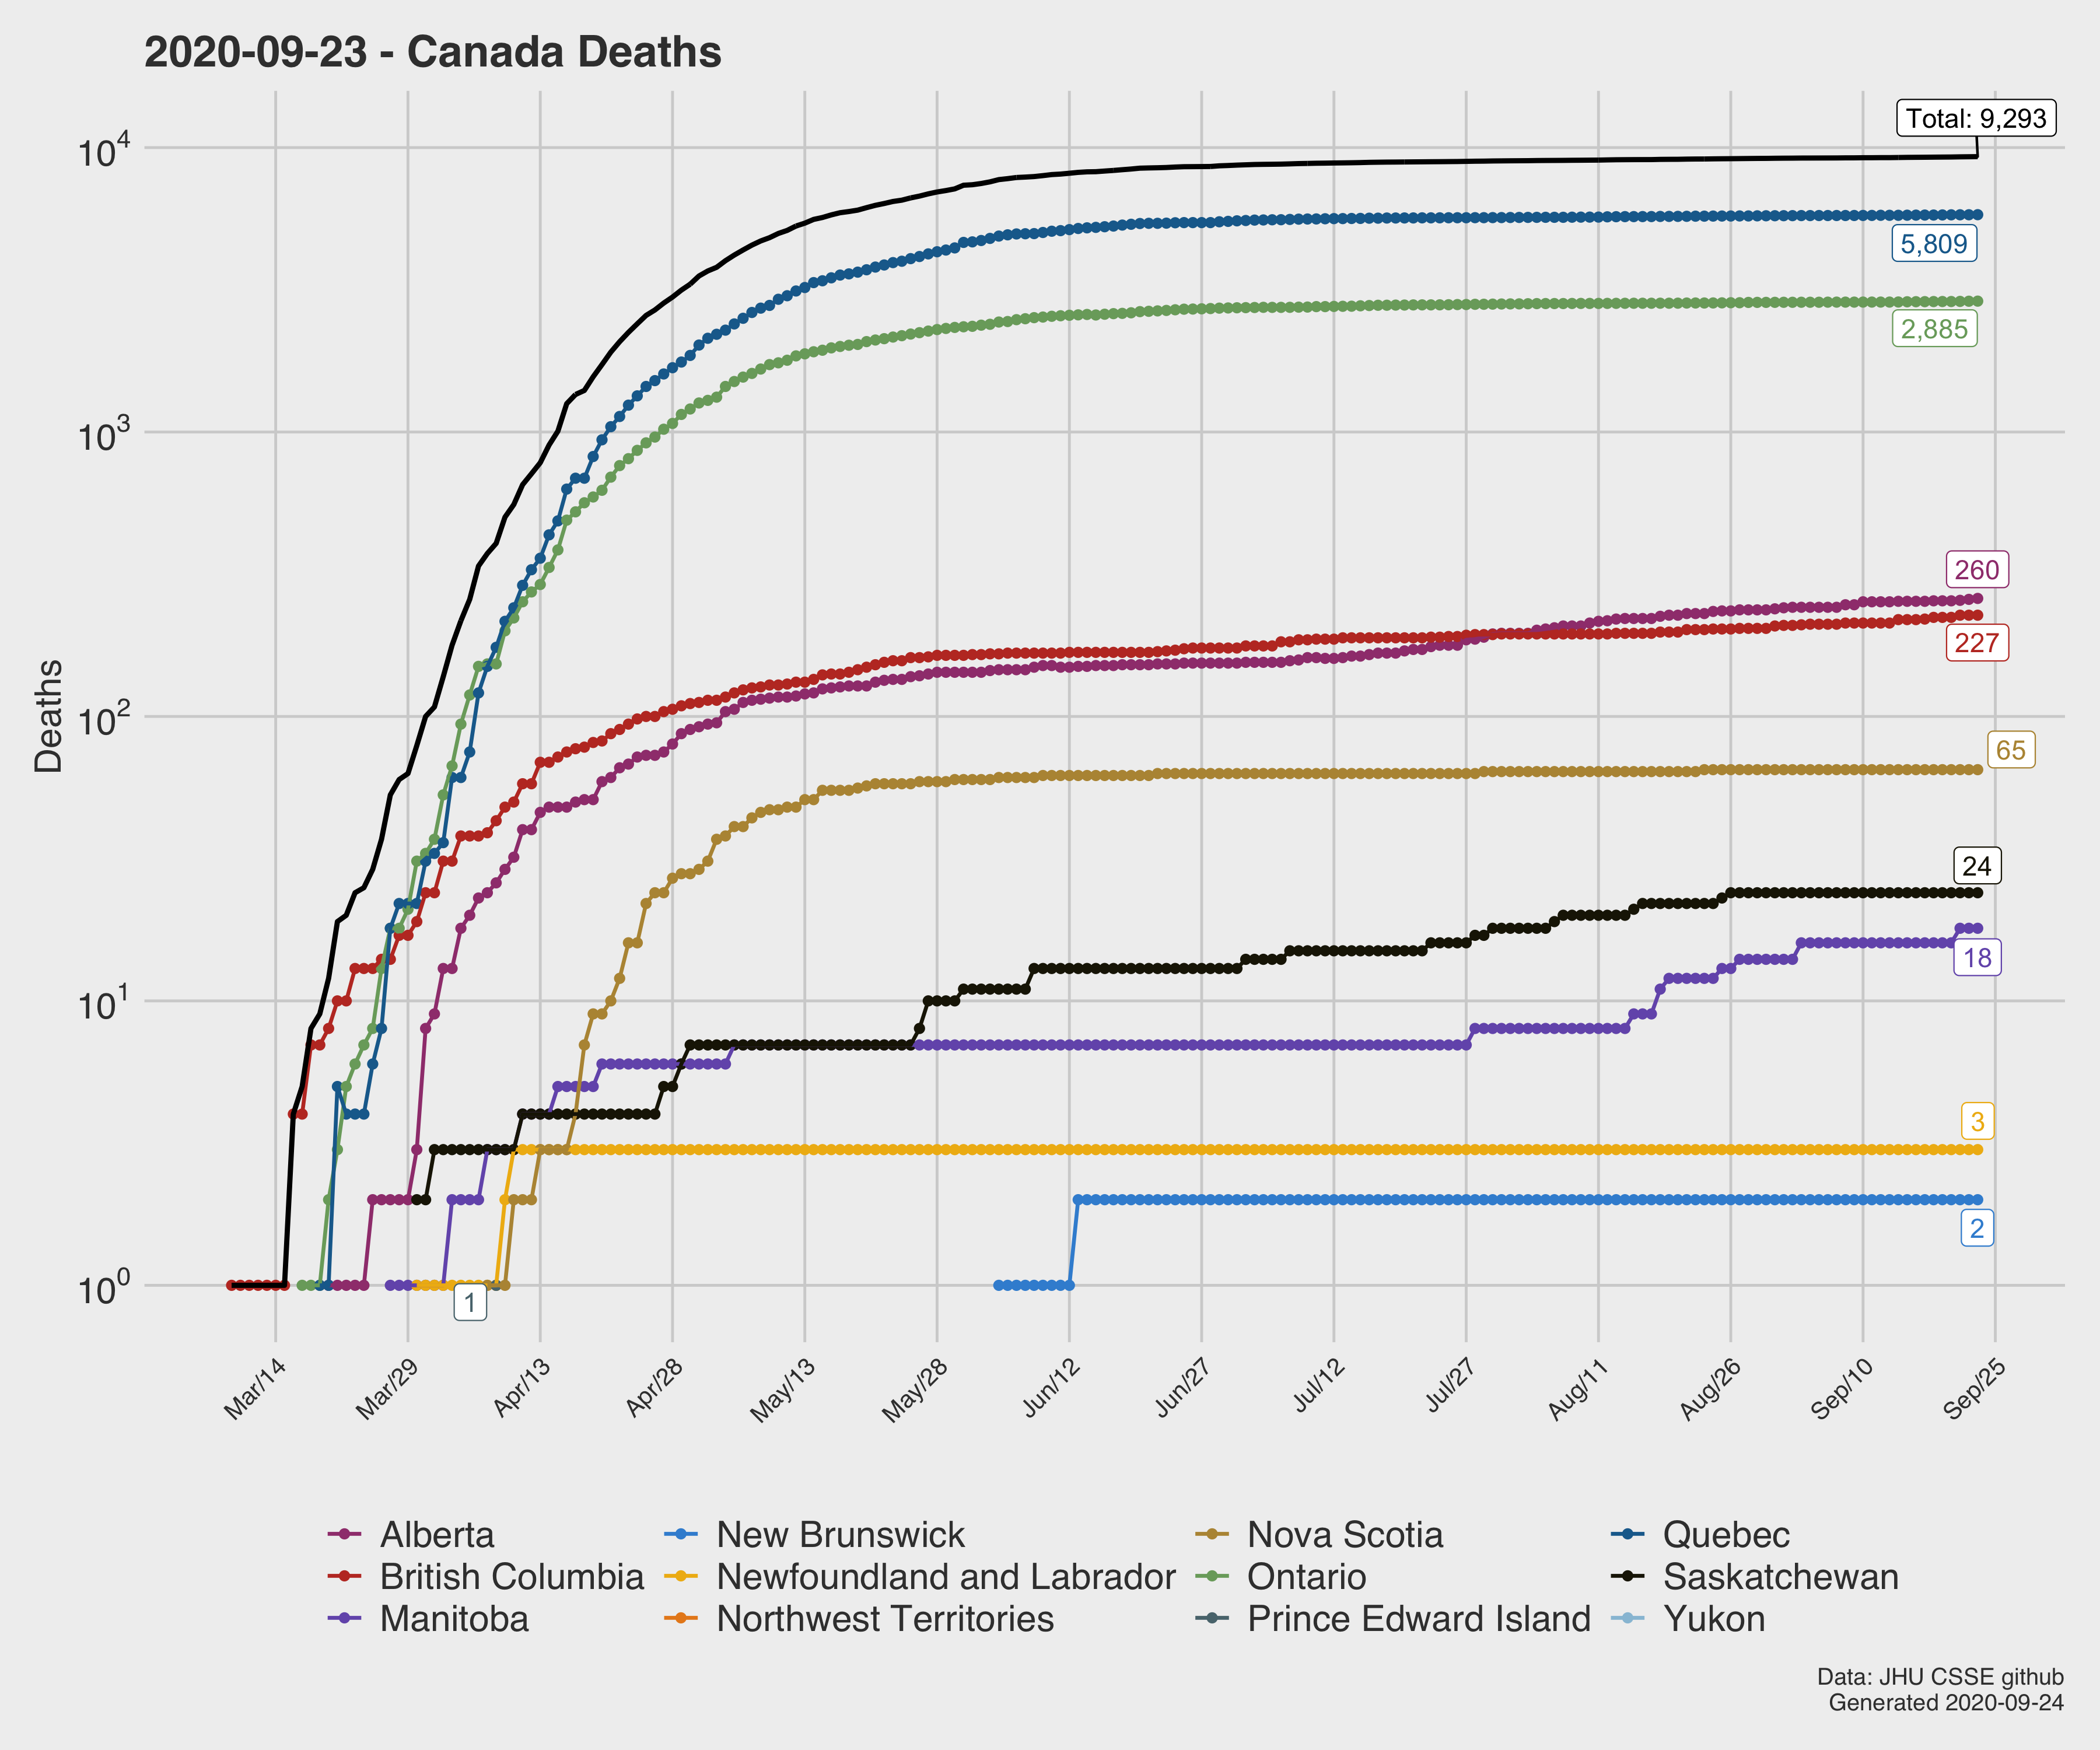 2020-09-23 - Canada Deaths
Total: 9,293
10^4
5,809
2,885
10^3
260
227
10^2
65
24
18
10^1
3
2
10^0
1
Deaths
Mar/14 Mar/29 Apr/13 Apr/28 May/13 May/28 Jun/12 Jun/27 Jul/12 Jul/27 Aug/11 Aug/26 Sep/10 Sep/25
Alberta New Brunswick Nova Scotia Quebec
British Columbia Newfoundland and Labrador Ontario Saskatchewan
Manitoba Northwest Territories Prince Edward Island Yukon
Data: JHU CSSE github
Generated 2020-09-24